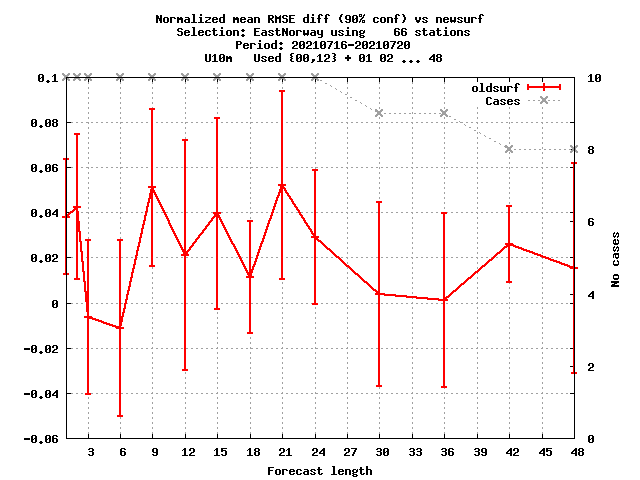 Normalized mean RMSE diff (90% conf) vs newsurf
Selection: EastNorway using    66 stations
Period: 20210716-20210720
U10m   Used {00,12} + 01 02 ... 48
oldsurf
Cases
0.1
0.08
0.06
0.04
0.02
0
-0.02
-0.04
-0.06
10
8
6
4
2
0
No cases
3 6 9 12 15 18 21 24 27 30 33 36 39 42 45 48
Forecast length